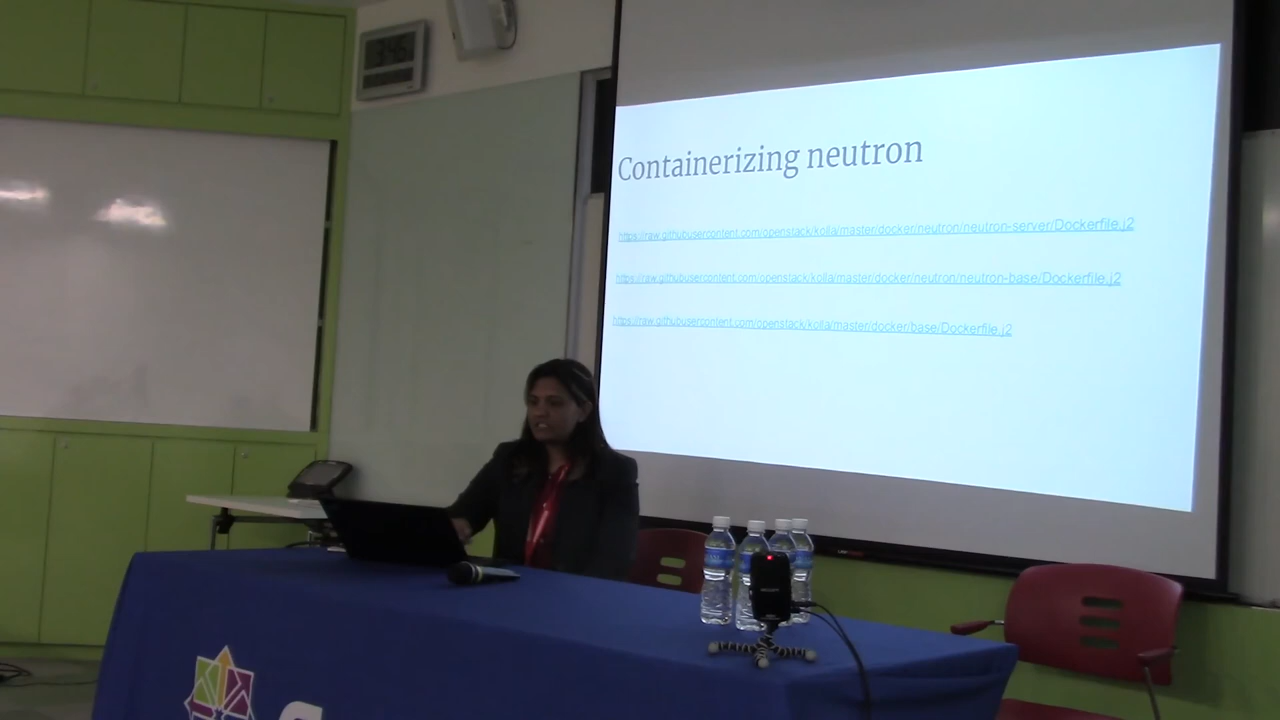 Containerizing neutron
https://raw.githubusercontent.com/openstack/kolla/master/docker/neutron/neutron-server/Dockerfile.j2
https://raw.githubusercontent.com/openstack/kolla/master/docker/neutron/neutron-base/Dockerfile.j2
https://raw.githubusercontent.com/openstack/kolla/master/docker/base/Dockerfile.j2